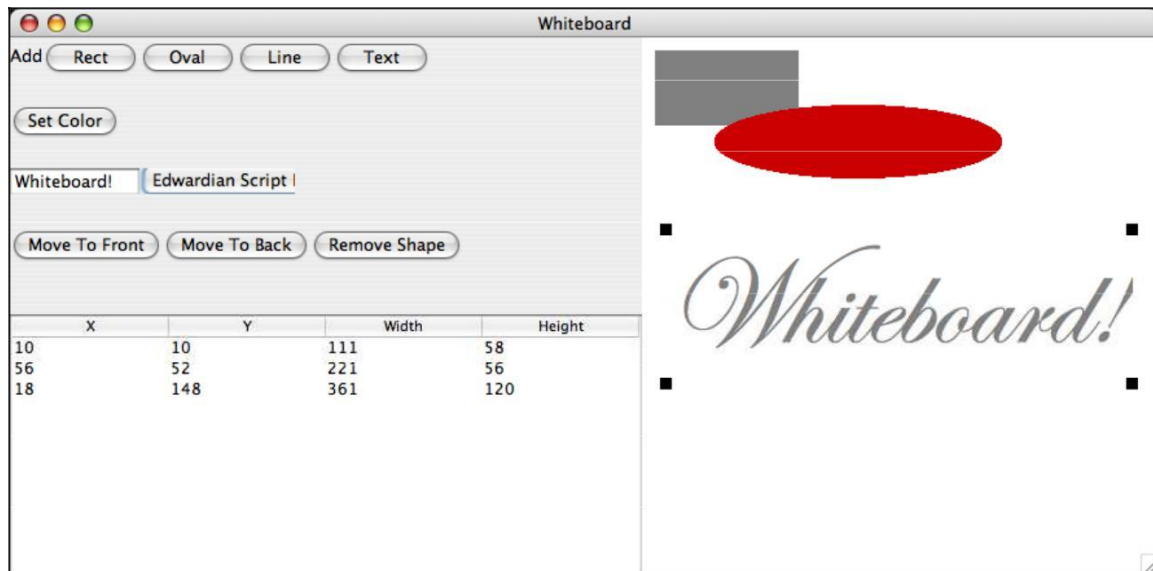 Whiteboard
Add Rect Oval Line Text
Set Color
Whiteboard! Edwardian Script
Move To Front Move To Back Remove Shape
X Y Width Height
10 10 111 58
56 52 221 56
18 148 361 120
Whiteboard!